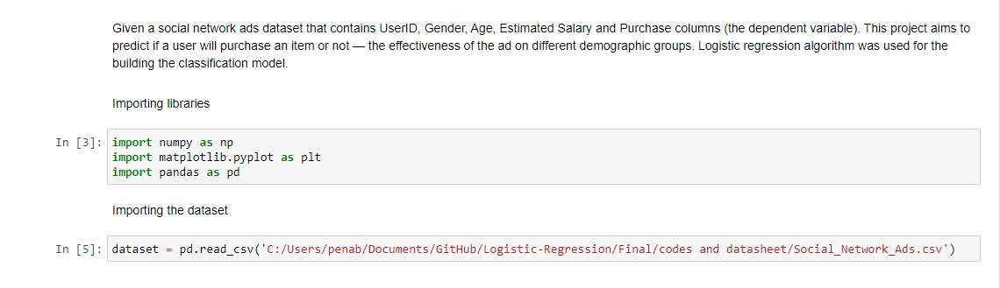 Given a social network ads dataset that contains UserID, Gender, Age, Estimated Salary and Purchase columns (the dependent variable). This project aims to
predict if a user will purchase an item or not — the effectiveness of the ad on different demographic groups. Logistic regression algorithm was used for the
building the classification model.
Importing libraries
In [3]: import numpy as np
import matplotlib.pyplot as plt
import pandas as pd
Importing the dataset
In [5]: dataset = pd.read_csv('C:/Users/penab/Documents/GitHub/Logistic-Regression/Final/codes and datasheet/Social_Network_Ads.csv')